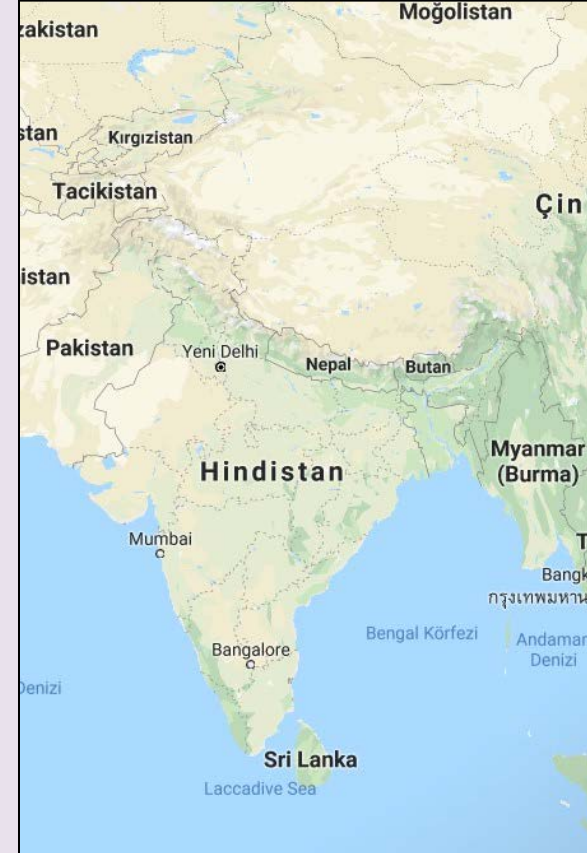 Moğolistan
zakistan
stan
Kırgızistan
Tacikistan
Çin
istan
Pakistan
Yeni Delhi
Nepal
Butan
Myanmar
(Burma)
Hindistan
Mumbai
T
Bangk
กรุงเทพมหาน
Bengal Körfezi
Andaman
Denizi
Bangalore
Denizi
Sri Lanka
Laccadive Sea